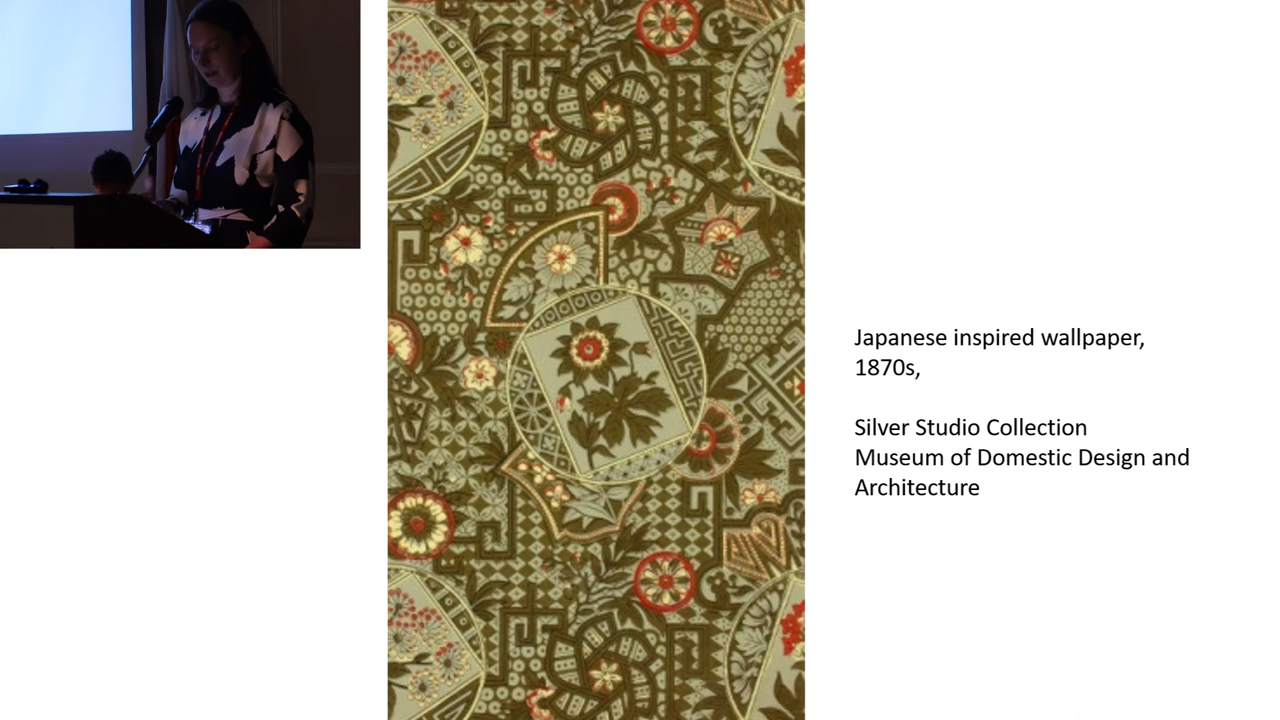 Japanese inspired wallpaper,
1870s,
Silver Studio Collection
Museum of Domestic Design and
Architecture